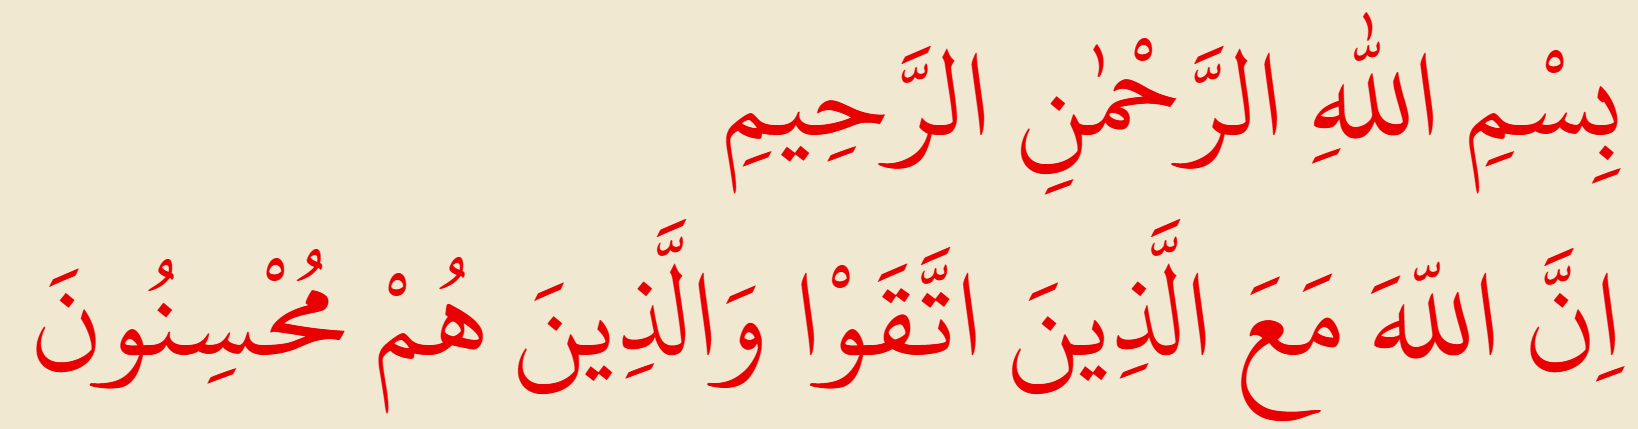 بِسْمِ اللّٰهِ الرَّحْمٰنِ الرَّحِيمِ
اِنَّ اللّهَ مَعَ الَّذِينَ اتَّقَوْا وَالَّذِينَ هُمْ مُحْسِنُونَ